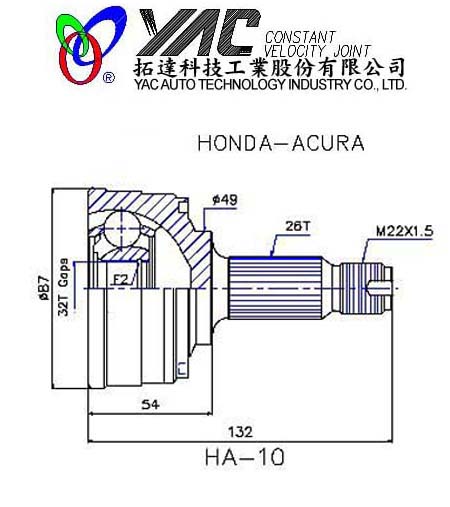 YAC CONSTANT
VELOCITY JOINT
®
拓達科技工業股份有限公司
YAC AUTO TECHNOLOGY INDUSTRY CO., LTD.
HONDA-ACURA
ø49
26T
M22X1.5
ø87
32T Gaps
F2
54
132
HA-10